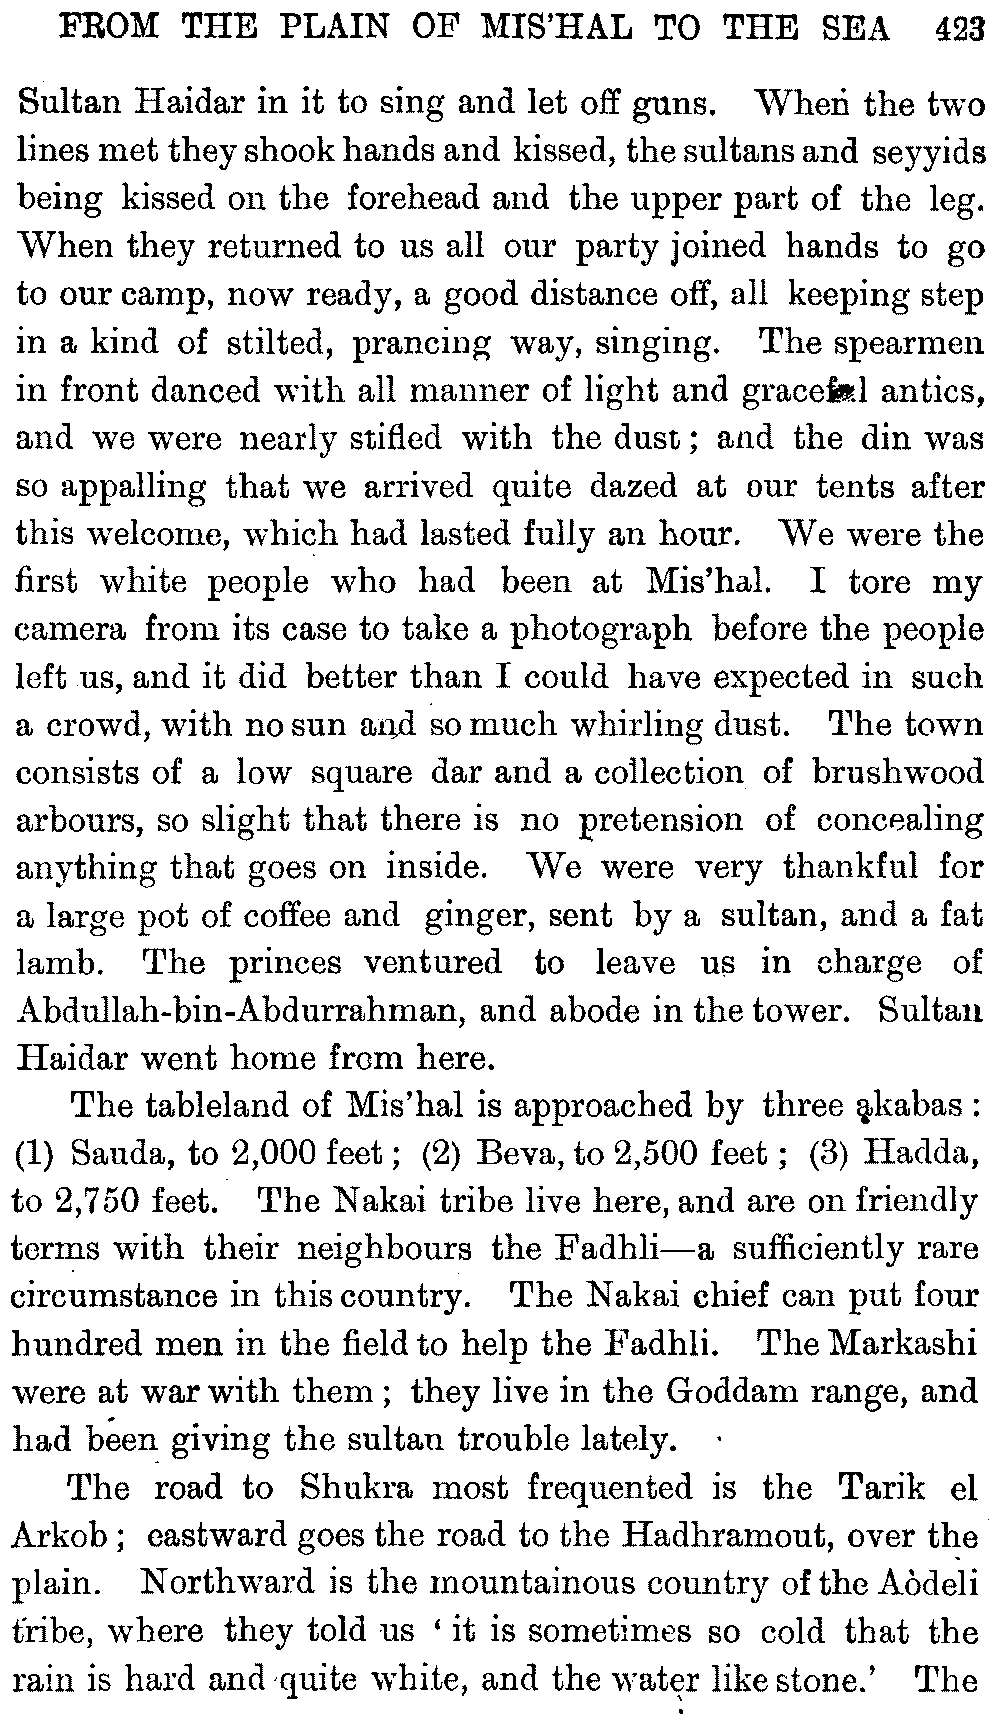 FROM THE PLAIN OF MIS'HAL TO THE SEA 423
Sultan Haidar in it to sing and let off guns. When the two
lines met they shook hands and kissed, the sultans and seyyids
being kissed on the forehead and the upper part of the leg.
When they returned to us all our party joined hands to go
to our camp, now ready, a good distance off, all keeping step
in a kind of stilted, prancing way, singing. The spearmen
in front danced with all manner of light and graceful antics,
and we were nearly stifled with the dust; and the din was
so appalling that we arrived quite dazed at our tents after
this welcome, which had lasted fully an hour. We were the
first white people who had been at Mis'hal. I tore my
camera from its case to take a photograph before the people
left us, and it did better than I could have expected in such
a crowd, with no sun and so much whirling dust. The town
consists of a low square dar and a collection of brushwood
arbours, so slight that there is no pretension of concealing
anything that goes on inside. We were very thankful for
a large pot of coffee and ginger, sent by a sultan, and a fat
lamb. The princes ventured to leave us in charge of
Abdullah-bin-Abdurrahman, and abode in the tower. Sultan
Haidar went home from here.
The tableland of Mis'hal is approached by three akabas:
(1) Sauda, to 2,000 feet; (2) Beva, to 2,500 feet; (3) Hadda,
to 2,750 feet. The Nakai tribe live here, and are on friendly
terms with their neighbours the Fadhli—a sufficiently rare
circumstance in this country. The Nakai chief can put four
hundred men in the field to help the Fadhli. The Markashi
were at war with them; they live in the Goddam range, and
had been giving the sultan trouble lately.
The road to Shukra most frequented is the Tarik el
Arkob; eastward goes the road to the Hadhramout, over the
plain. Northward is the mountainous country of the Aòdeli
tribe, where they told us 'it is sometimes so cold that the
rain is hard and quite white, and the water like stone.' The